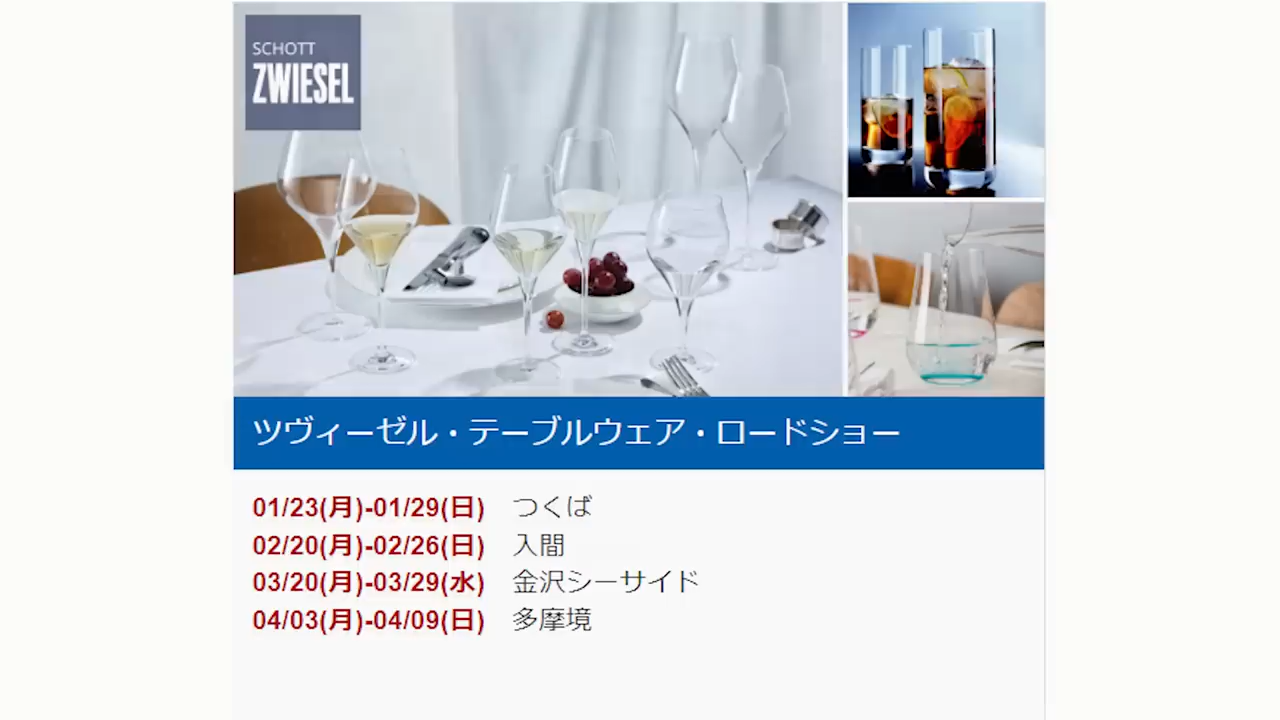 SCHOTT
ZWIESEL
ツヴィーゼル・テーブルウェア・ロードショー
01/23(月)-01/29(日) つくば
02/20(月)-02/26(日) 入間
03/20(月)-03/29(水) 金沢シーサイド
04/03(月)-04/09(日) 多摩境